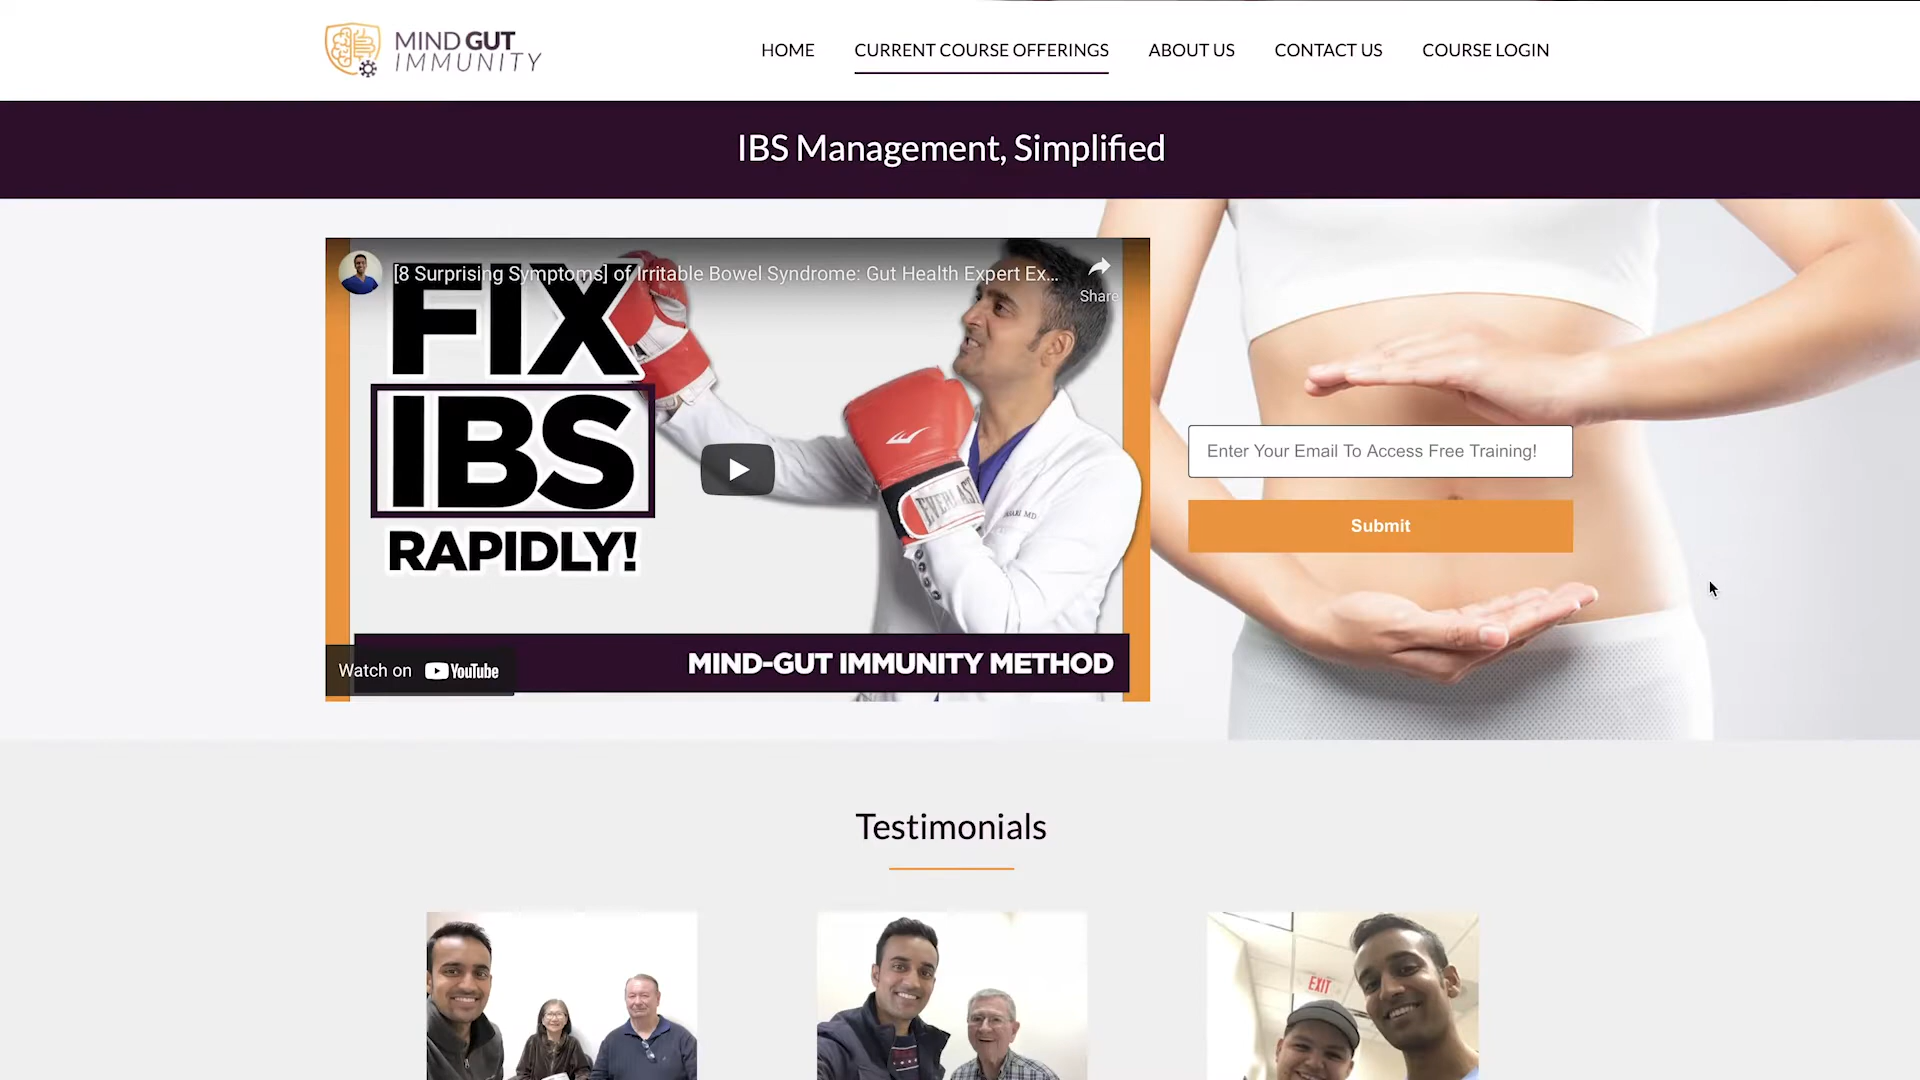 MIND GUT
IMMUNITY
HOME
CURRENT COURSE OFFERINGS
ABOUT US
CONTACT US
COURSE LOGIN
IBS Management, Simplified
[8 Surprising Symptoms] of Irritable Bowel Syndrome: Gut Health Expert Ex...
Share
FIX
IBS
RAPIDLY!
EVERLAST
MD
Watch on YouTube
MIND-GUT IMMUNITY METHOD
Enter Your Email To Access Free Training!
Submit
Testimonials
EXIT